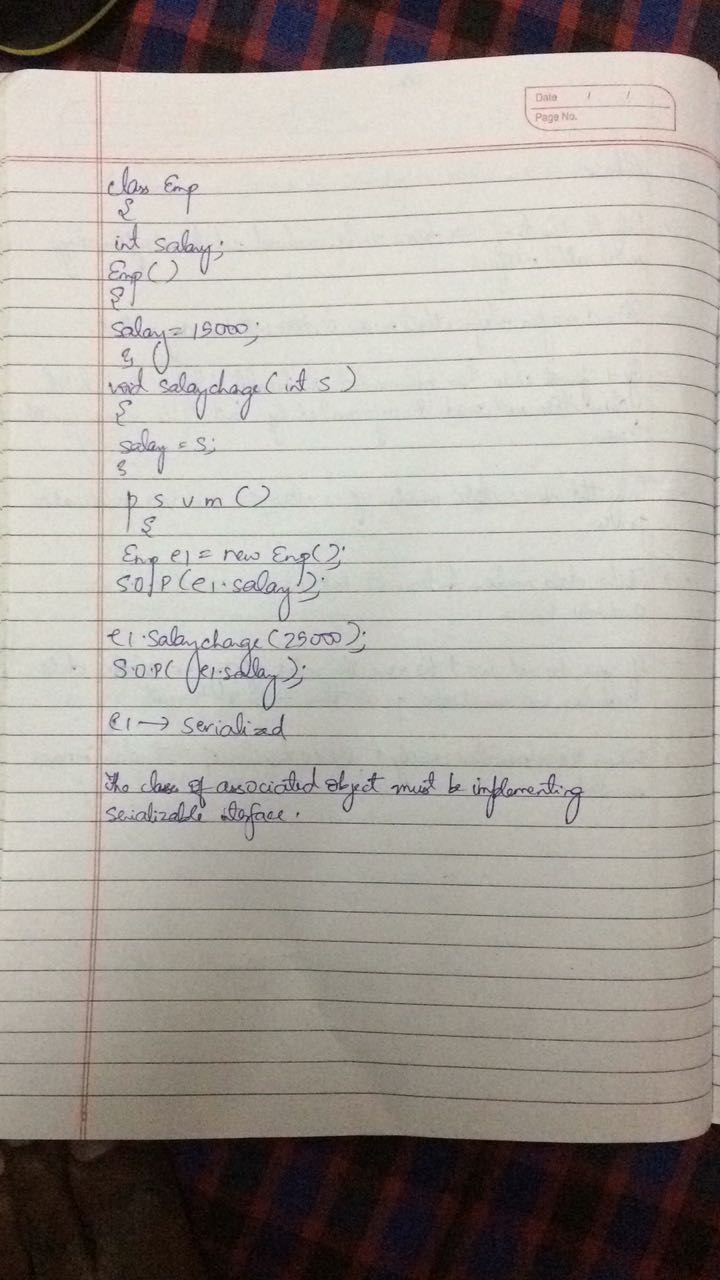 Date / /
Page No.
class Emp
{
int salary;
Emp()
{
salary = 15000;
}
void salarychange(int s)
{
salary = s;
}
p s v m ()
{
Emp e1 = new Emp();
S.O.P(e1.salary);
e1.salarychange(25000);
S.O.P(e1.salary);
e1 → serialized
The class of associated object must be implementing
serializable iterface.